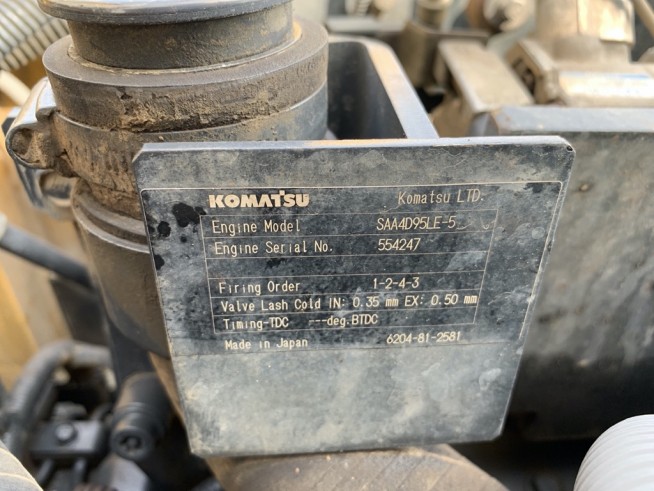 KOMATSU Komatsu LTD.
Engine Model SAA4D95LE-5
Engine Serial No. 554247
Firing Order 1-2-4-3
Valve Lash Cold IN: 0.35 mm EX: 0.50 mm
Timing-TDC ---deg.BTDC
Made in Japan 6204-81-2581